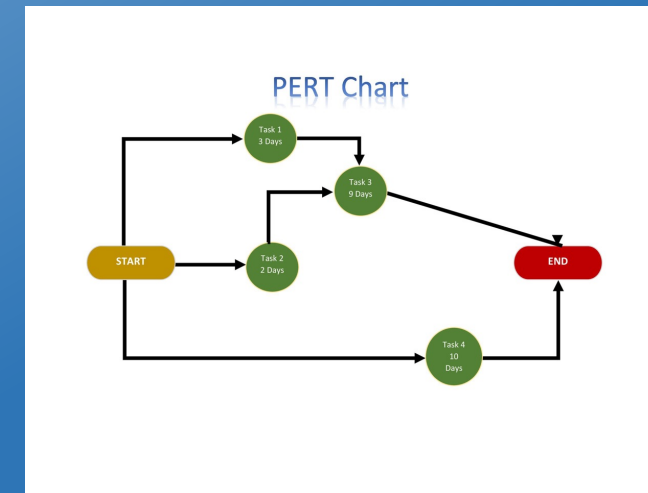 PERT Chart
Task 1
3 Days
Task 3
9 Days
START
Task 2
2 Days
END
Task 4
10
Days